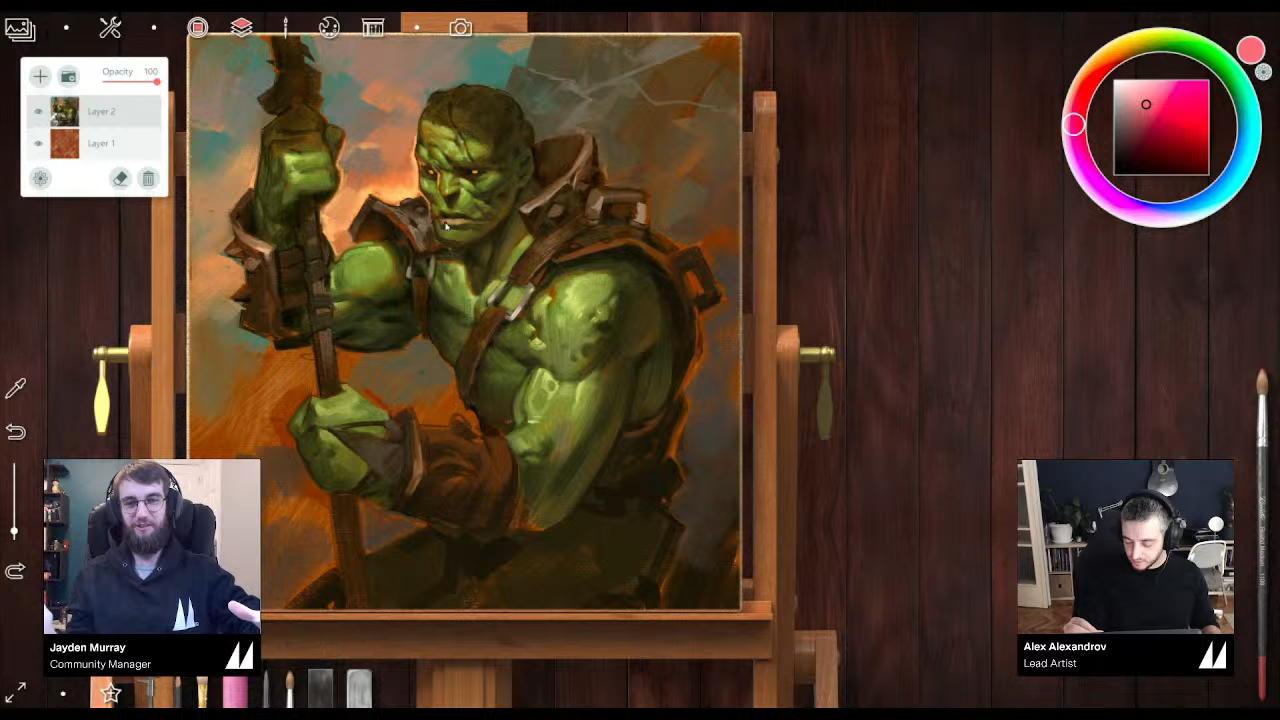 Opacity 100
Layer 2
Layer 1
Jayden Murray
Community Manager
Alex Alexandrov
Lead Artist